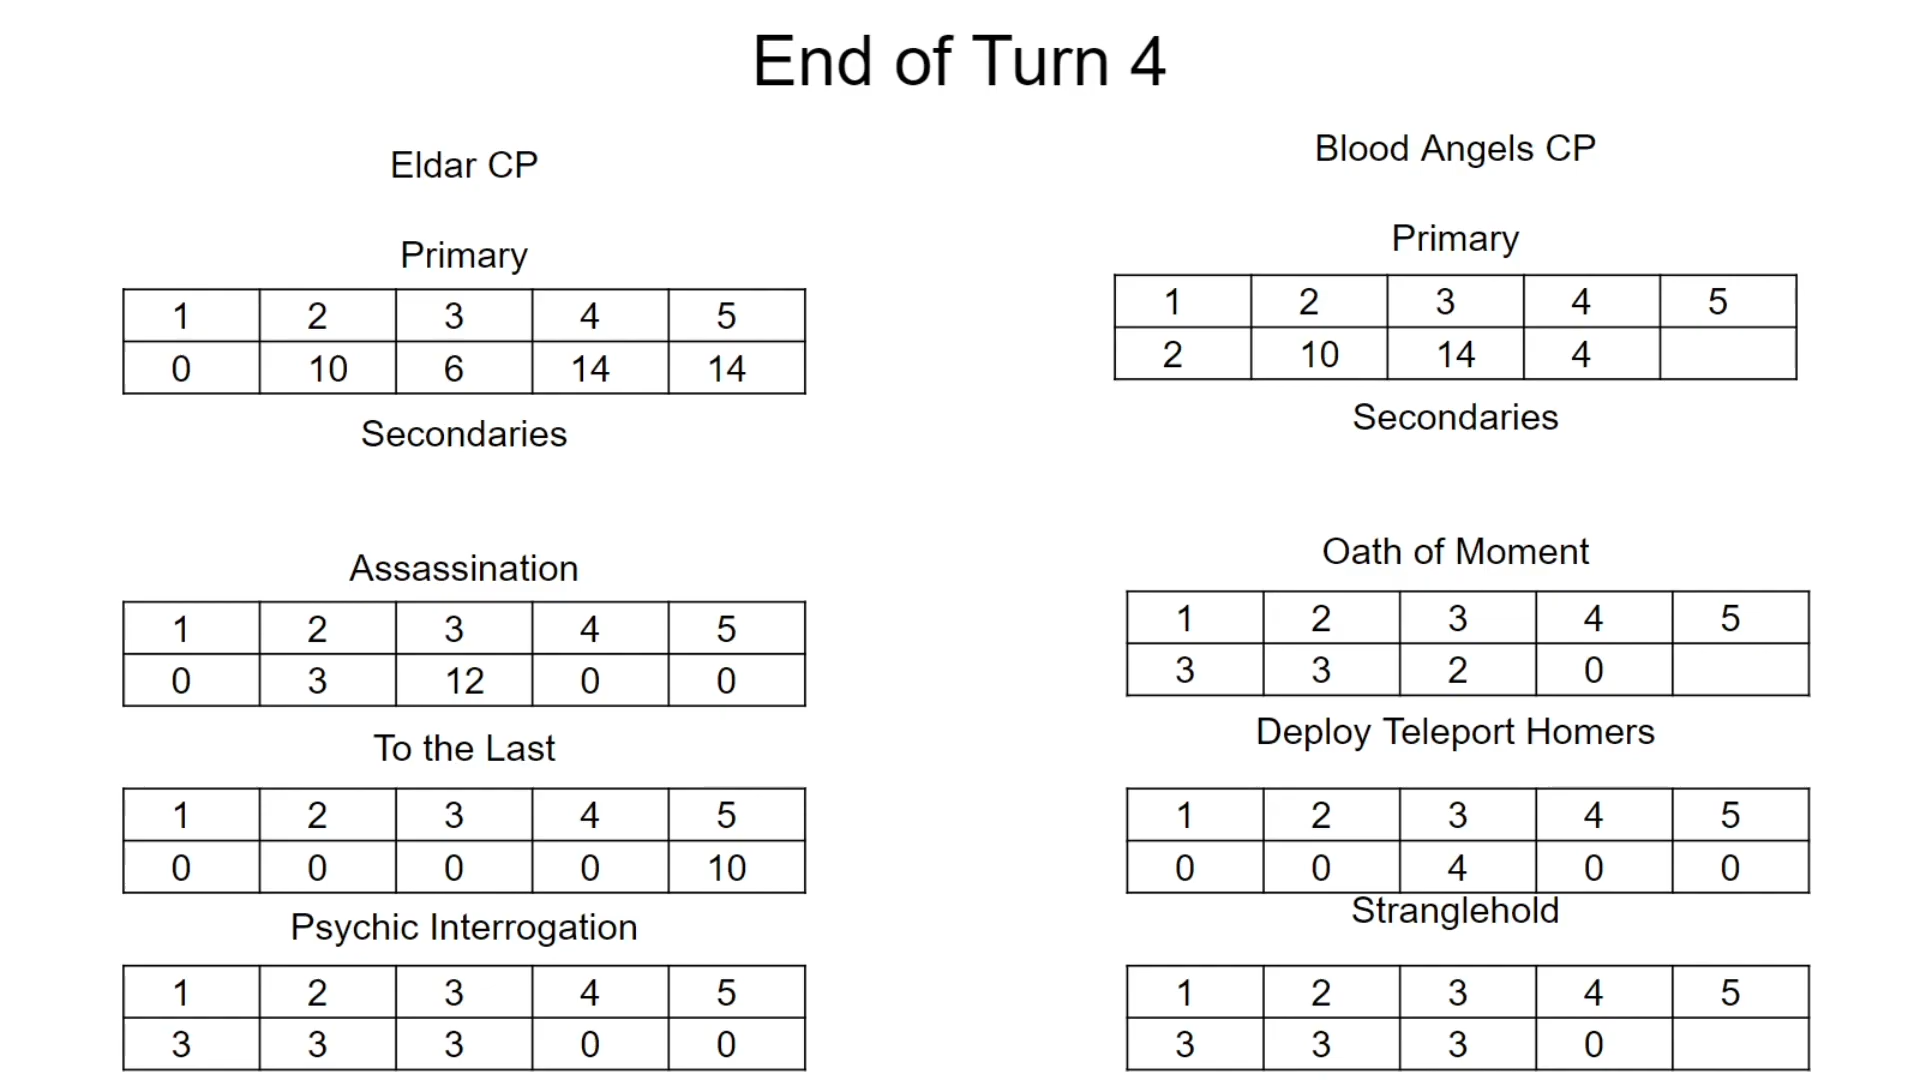 End of Turn 4
Eldar CP
Primary
1 2 3 4 5
0 10 6 14 14
Secondaries
Assassination
1 2 3 4 5
0 3 12 0 0
To the Last
1 2 3 4 5
0 0 0 0 10
Psychic Interrogation
1 2 3 4 5
3 3 3 0 0
Blood Angels CP
Primary
1 2 3 4 5
2 10 14 4
Secondaries
Oath of Moment
1 2 3 4 5
3 3 2 0
Deploy Teleport Homers
1 2 3 4 5
0 0 4 0 0
Stranglehold
1 2 3 4 5
3 3 3 0